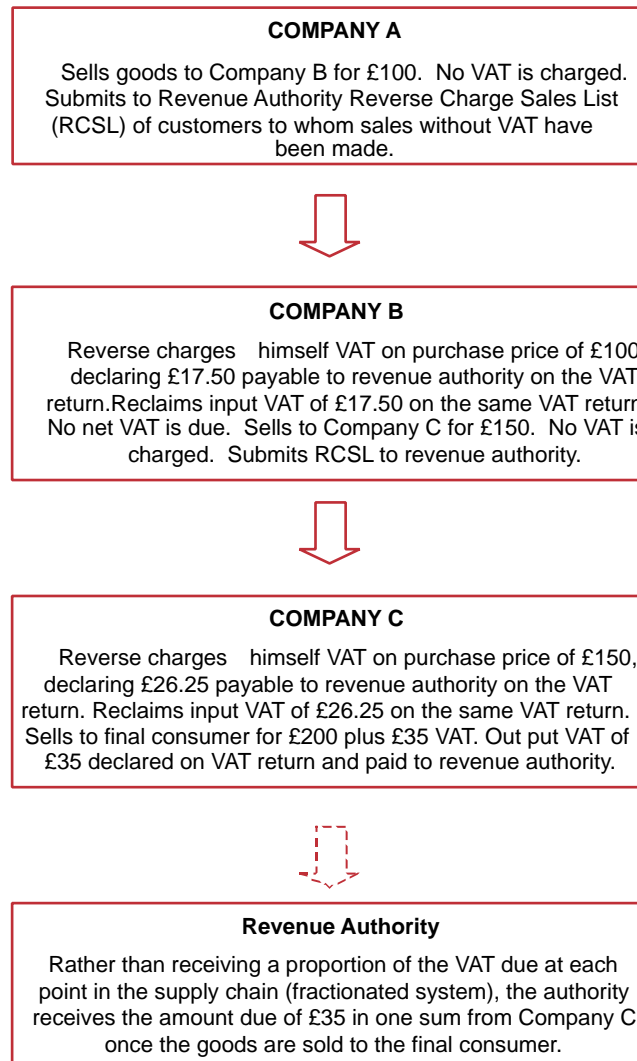 COMPANY A
Sells goods to Company B for £100. No VAT is charged.
Submits to Revenue Authority Reverse Charge Sales List
(RCSL) of customers to whom sales without VAT have
been made.
COMPANY B
Reverse charges himself VAT on purchase price of £100
declaring £17.50 payable to revenue authority on the VAT
return.Reclaims input VAT of £17.50 on the same VAT return
No net VAT is due. Sells to Company C for £150. No VAT is
charged. Submits RCSL to revenue authority.
COMPANY C
Reverse charges himself VAT on purchase price of £150,
declaring £26.25 payable to revenue authority on the VAT
return. Reclaims input VAT of £26.25 on the same VAT return.
Sells to final consumer for £200 plus £35 VAT. Out put VAT of
£35 declared on VAT return and paid to revenue authority.
Revenue Authority
Rather than receiving a proportion of the VAT due at each
point in the supply chain (fractionated system), the authority
receives the amount due of £35 in one sum from Company C
once the goods are sold to the final consumer.